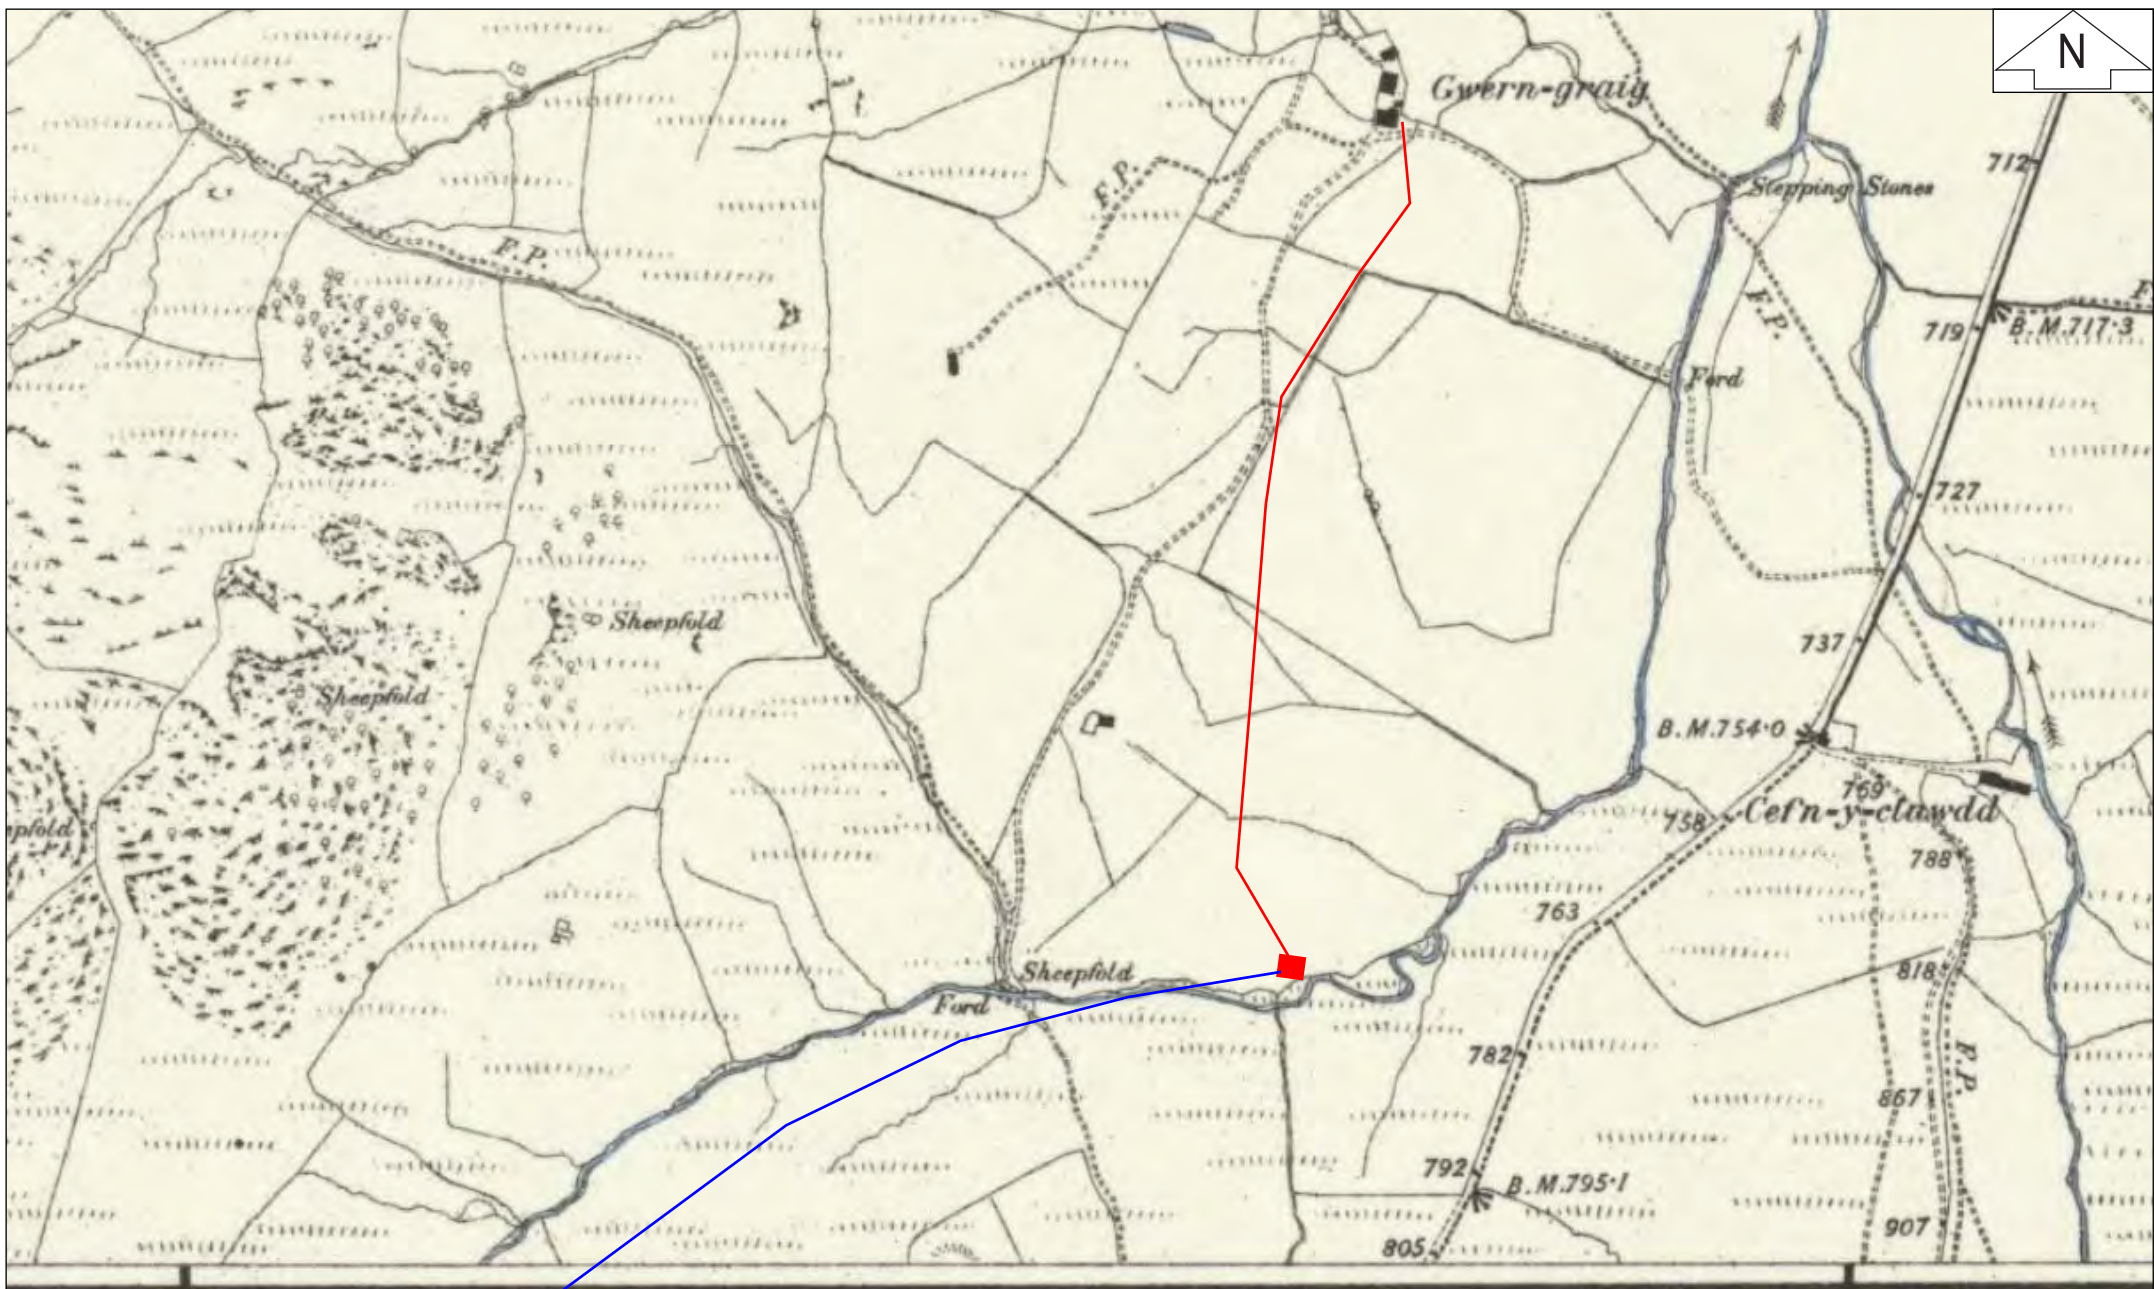 N
Gwern-graig
712
F.P.
Stepping Stones
F.P.
F.P.
B.M.717·3
719
Ford
727
Sheepfold
737
Sheepfold
B.M.754·0
769
Cefn-y-clawdd
758
788
763
Sheepfold
818
Ford
782
F.P.
867
792
B.M.795·1
907
805